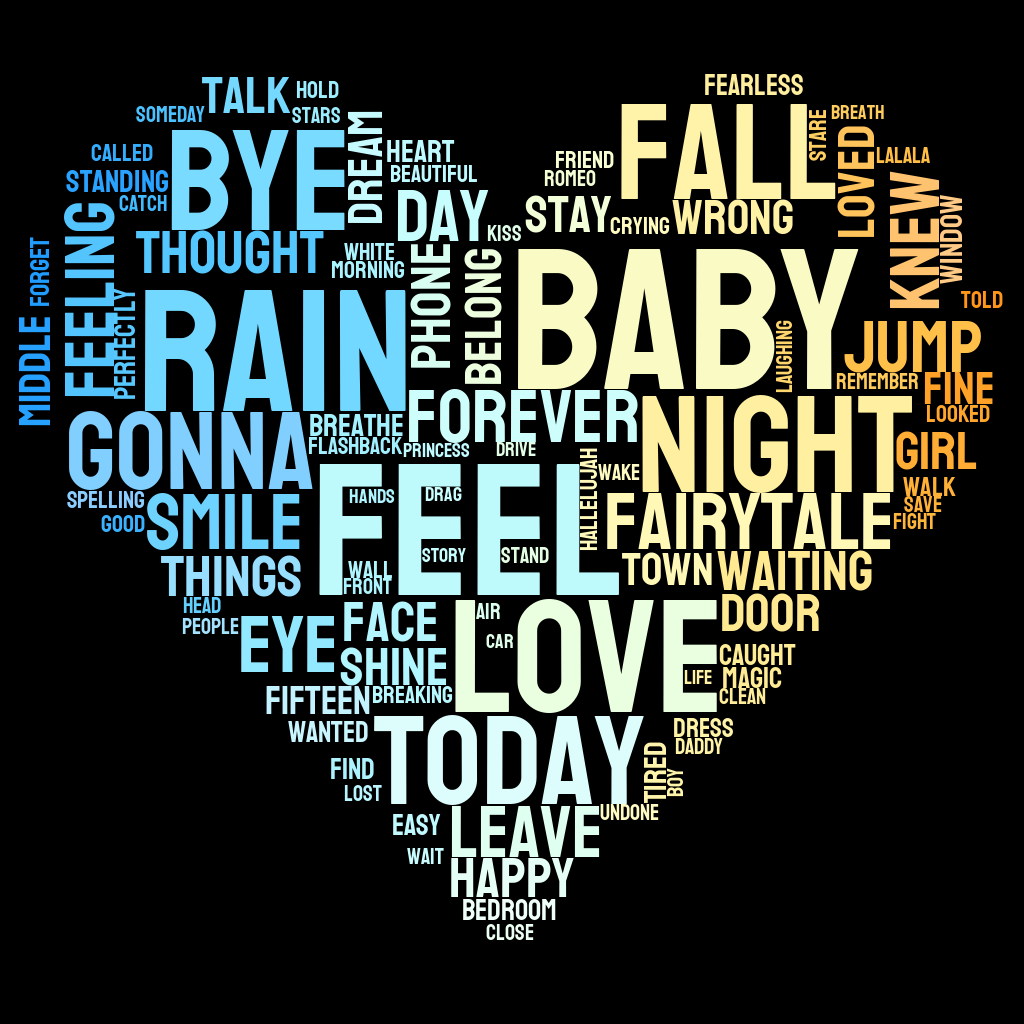 FEARLESS
TALK
HOLD
SOMEDAY
STARS
FALL
STARE
BREATH
BYE
DREAM
HEART
BEAUTIFUL
CALLED
STANDING
CATCH
FRIEND
ROMEO
LOVED
LALALA
KNEW
WINDOW
FEELING
THOUGHT
DAY
KISS
STAY
CRYING
WRONG
WHITE
MORNING
PHONE
BELONG
BABY
FORGET
MIDDLE
PERFECTLY
RAIN
LAUGHING
TOLD
JUMP
REMEMBER
FINE
LOOKED
GONNA
BREATHE
FLASHBACK
FOREVER
PRINCESS
DRIVE
NIGHT
GIRL
SPELLING
GOOD
SMILE
FEEL
HANDS
DRAG
HALLELUJAH
WAKE
FAIRYTALE
WALK
SAVE
FIGHT
THINGS
WALL
FRONT
STORY
STAND
TOWN
WAITING
HEAD
PEOPLE
EYE
FACE
SHINE
AIR
CAR
LOVE
LIFE
DOOR
CAUGHT
MAGIC
CLEAN
FIFTEEN
BREAKING
WANTED
TODAY
DRESS
DADDY
TIRED
BOY
FIND
LOST
EASY
LEAVE
UNDONE
WAIT
HAPPY
BEDROOM
CLOSE